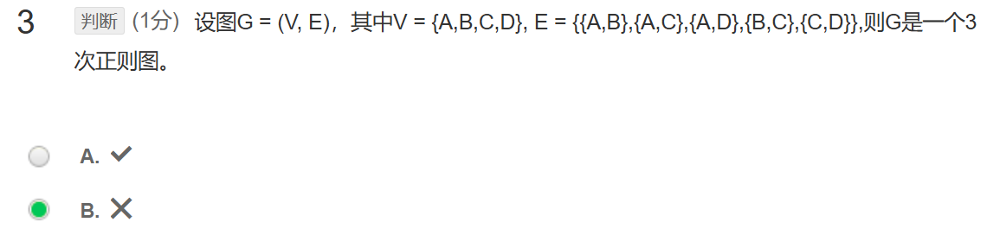 3 判断 (1分) 设图G = (V, E)，其中V = {A,B,C,D}, E = {{A,B},{A,C},{A,D},{B,C},{C,D}},则G是一个3
次正则图。
A. ✔
B. ✕